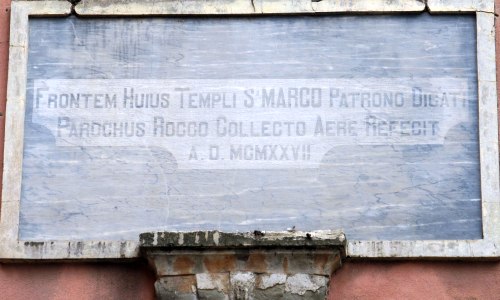 Frontem Huius Templi S. MARCO Patrono Dicati
Parochus Rocco Collecto Aere Refecit
A. D. MCMXXVII